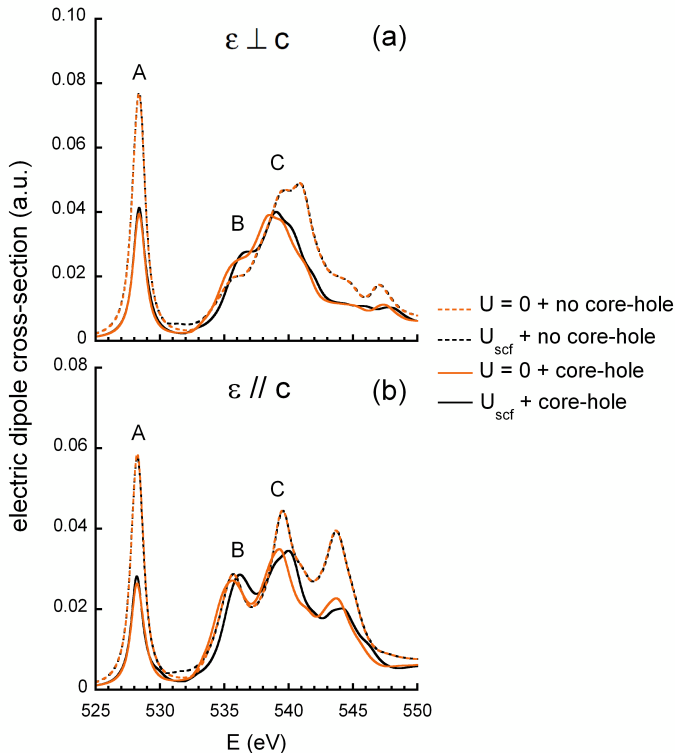 0.10
ε ⊥ c
(a)
A
0.08
0.06
C
0.04
B
0.02
0
U = 0 + no core-hole
U_scf + no core-hole
U = 0 + core-hole
U_scf + core-hole
electric dipole cross-section (a.u.)
0.08
ε // c
(b)
A
0.06
C
0.04
B
0.02
0
525 530 535 540 545 550
E (eV)